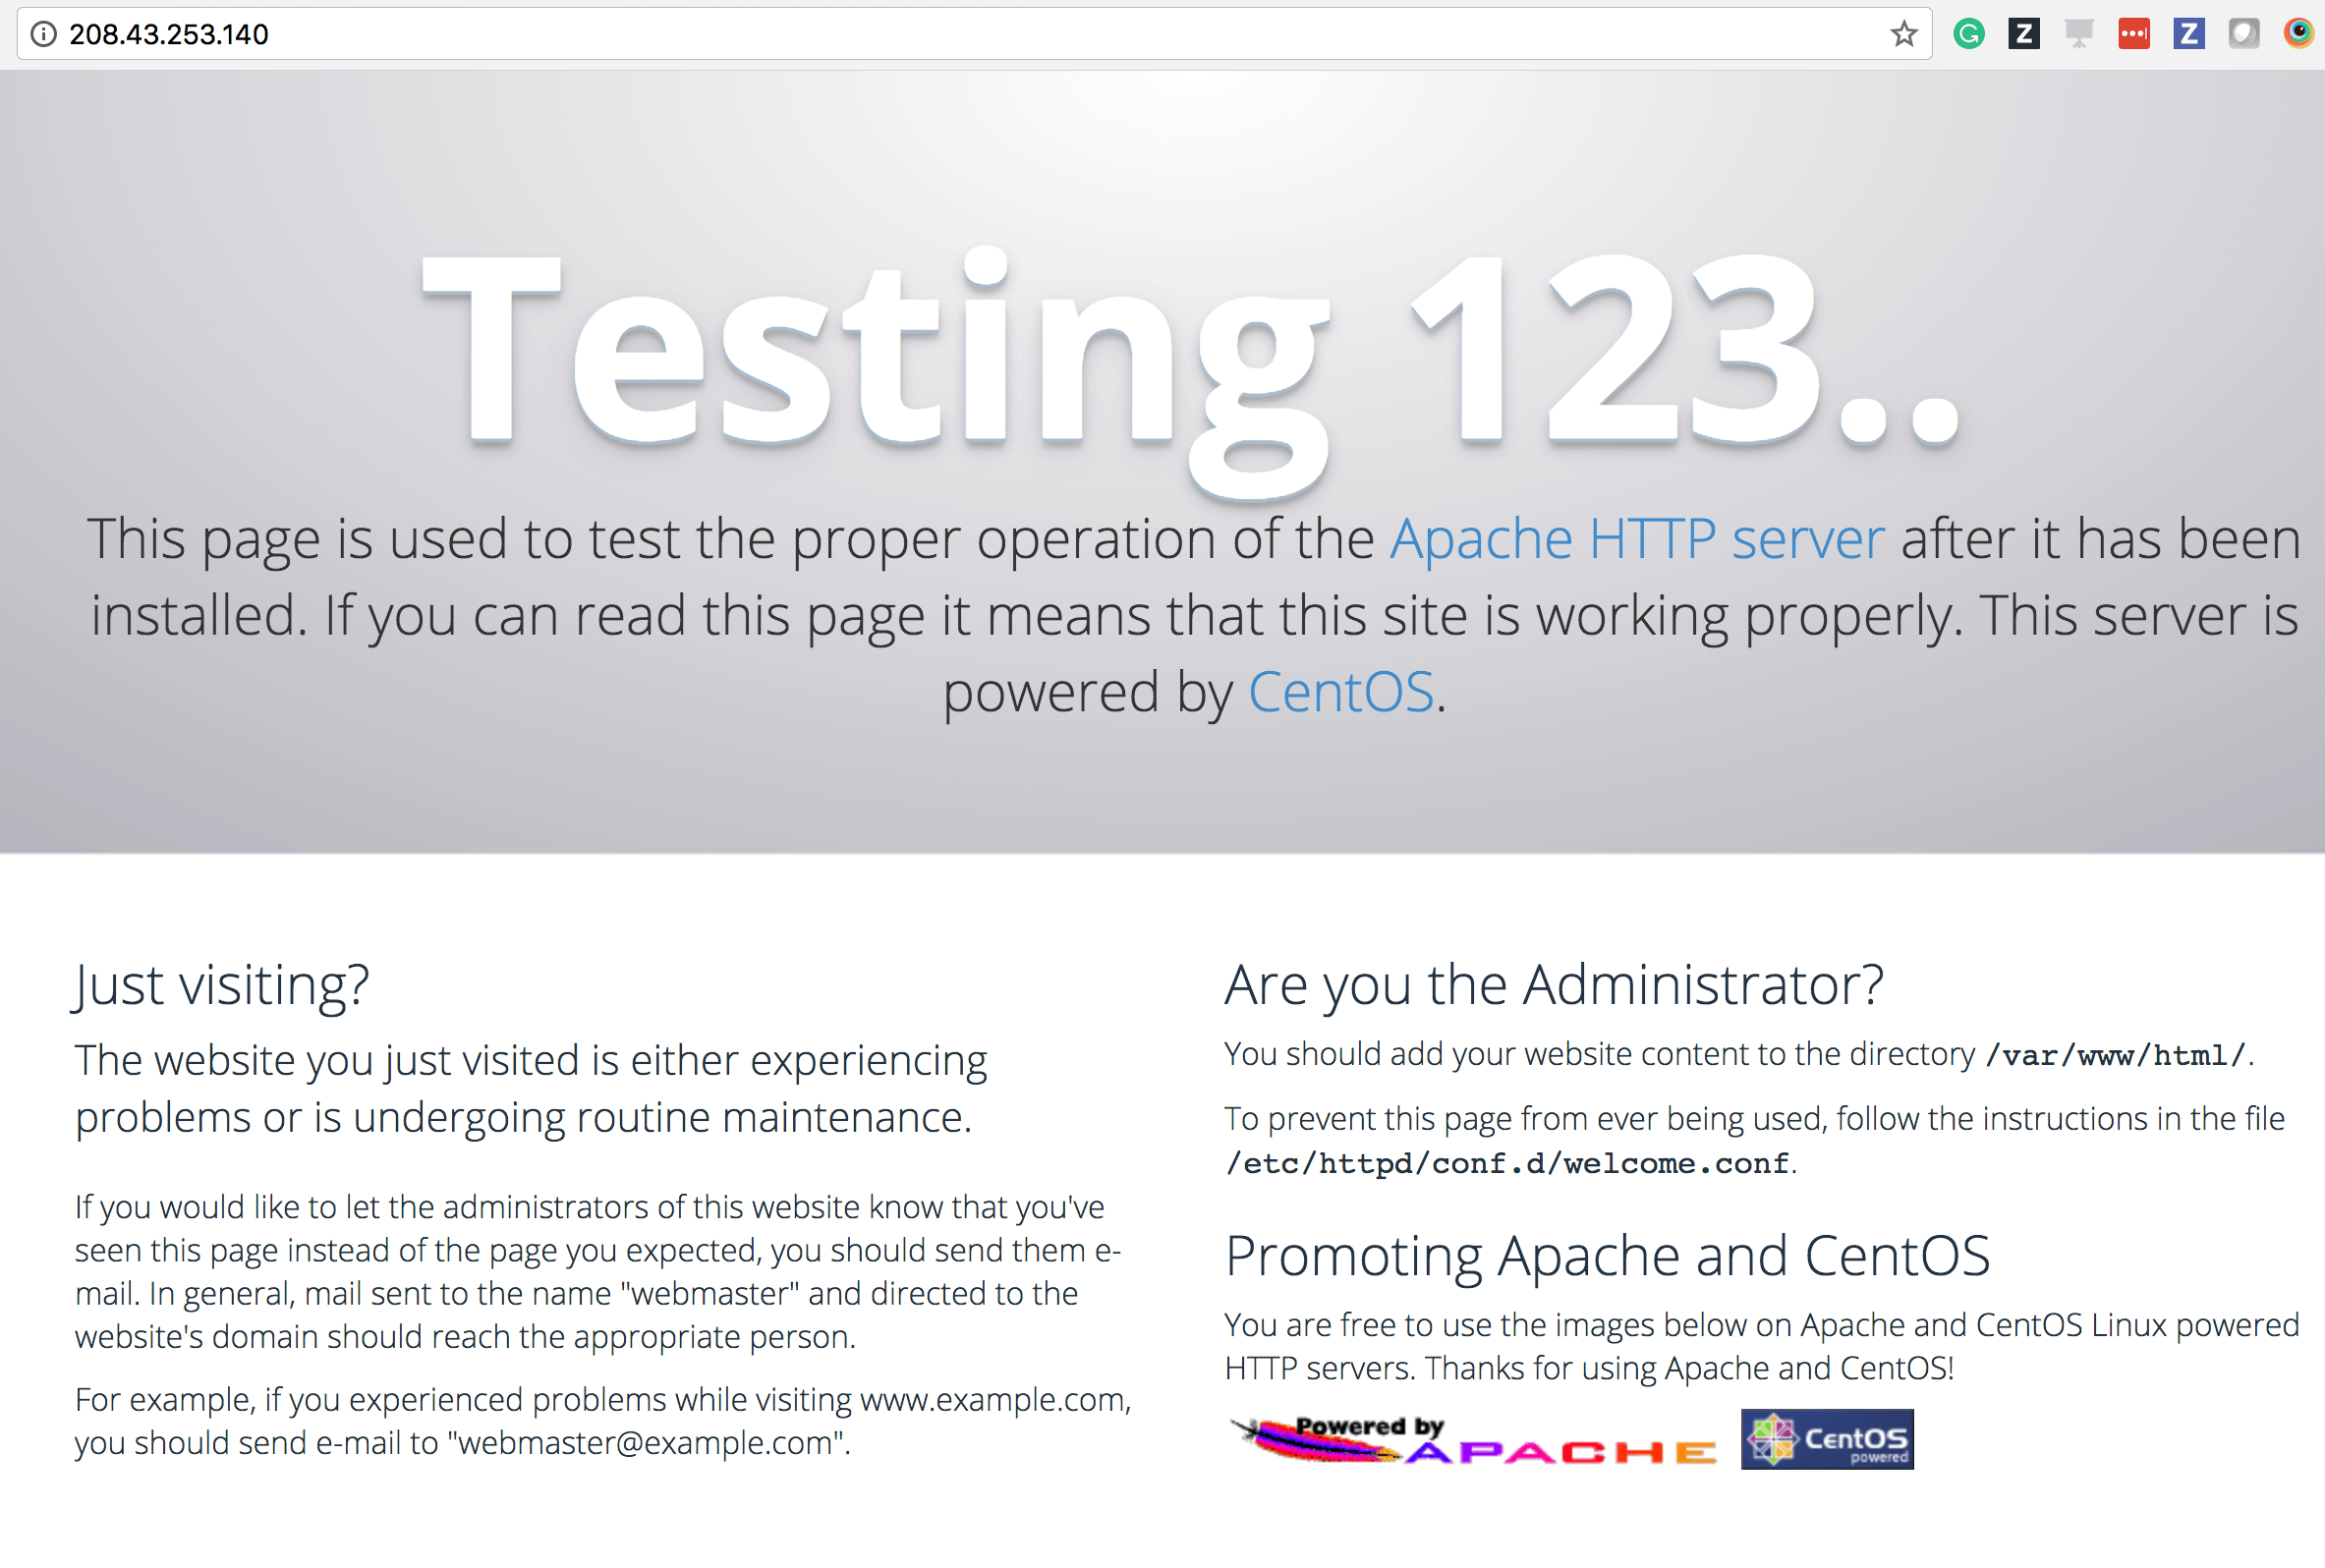 208.43.253.140
Testing 123..
This page is used to test the proper operation of the Apache HTTP server after it has been
installed. If you can read this page it means that this site is working properly. This server is
powered by CentOS.
Just visiting?
The website you just visited is either experiencing
problems or is undergoing routine maintenance.
If you would like to let the administrators of this website know that you've
seen this page instead of the page you expected, you should send them e-
mail. In general, mail sent to the name "webmaster" and directed to the
website's domain should reach the appropriate person.
For example, if you experienced problems while visiting www.example.com,
you should send e-mail to "webmaster@example.com".
Are you the Administrator?
You should add your website content to the directory /var/www/html/.
To prevent this page from ever being used, follow the instructions in the file
/etc/httpd/conf.d/welcome.conf.
Promoting Apache and CentOS
You are free to use the images below on Apache and CentOS Linux powered
HTTP servers. Thanks for using Apache and CentOS!
Powered by
APACHE
CentOS
powered